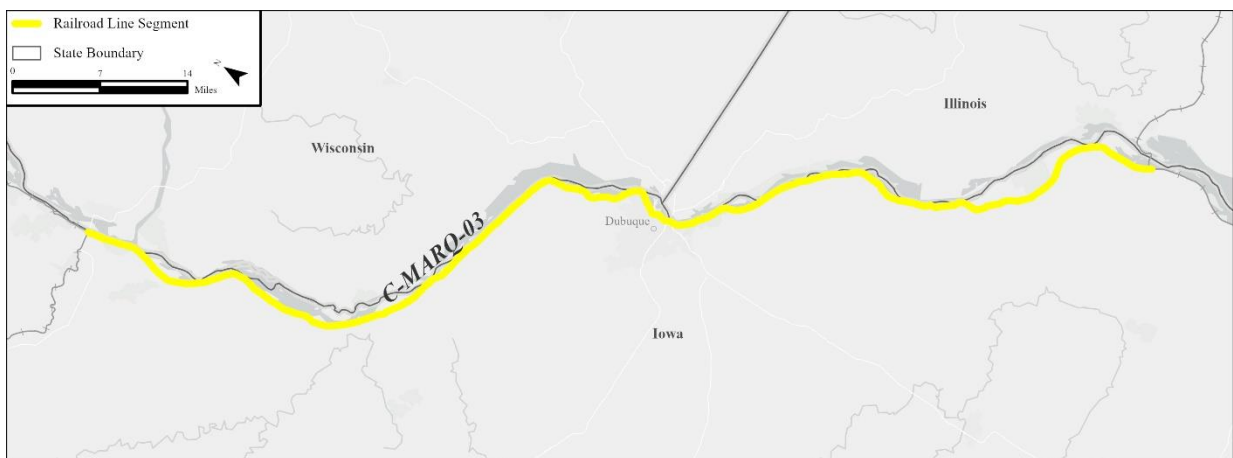 Railroad Line Segment
State Boundary
0 7 14
Miles
N
Wisconsin
Illinois
C-MARQ-03
Dubuque
Iowa